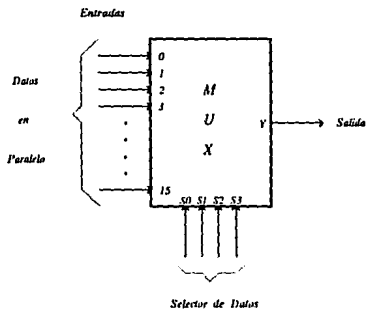 Entradas
0
1
Datos
2
M
3
en
U
Y
Salida
Paralelo
X
15
S0 S1 S2 S3
Selector de Datos